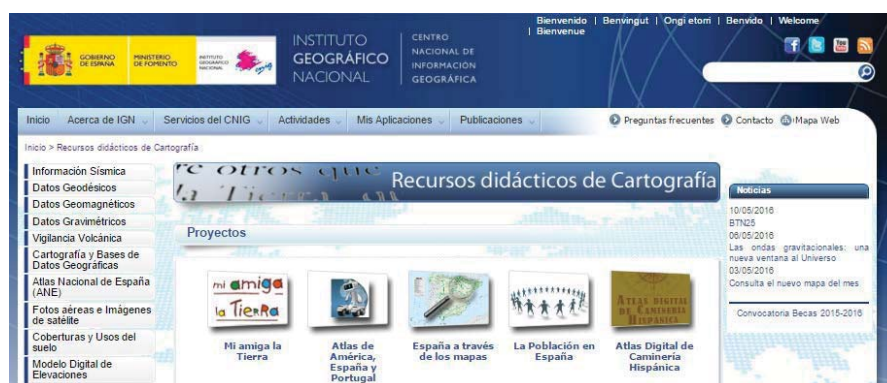 Bienvenido | Benvingut | Ongi etorri | Benvido | Welcome
| Bienvenue
GOBIERNO
DE ESPAÑA
MINISTERIO
DE FOMENTO
INSTITUTO
GEOGRÁFICO
NACIONAL
INSTITUTO
GEOGRÁFICO
NACIONAL
CENTRO
NACIONAL DE
INFORMACIÓN
GEOGRÁFICA
Inicio Acerca de IGN Servicios del CNIG Actividades Mis Aplicaciones Publicaciones Preguntas frecuentes Contacto Mapa Web
Inicio > Recursos didácticos de Cartografía
Información Sísmica
Datos Geodésicos
Datos Geomagnéticos
Datos Gravimétricos
Vigilancia Volcánica
Cartografía y Bases de
Datos Geográficas
Atlas Nacional de España
(ANE)
Fotos aéreas e Imágenes
de satélite
Coberturas y Usos del
suelo
Modelo Digital de
Elevaciones
re otros que
la Tierra
Recursos didácticos de Cartografía
Proyectos
mi amiga
la Tierra
ATLAS DIGITAL
DE CAMINERÍA
HISPÁNICA
Mi amiga la
Tierra
Atlas de
América,
España y
Portugal
España a través
de los mapas
La Población en
España
Atlas Digital de
Caminería
Hispánica
Noticias
10/05/2016
BTN25
06/05/2016
Las ondas gravitacionales: una
nueva ventana al Universo
03/05/2016
Consulta el nuevo mapa del mes
Convocatoria Becas 2015-2016